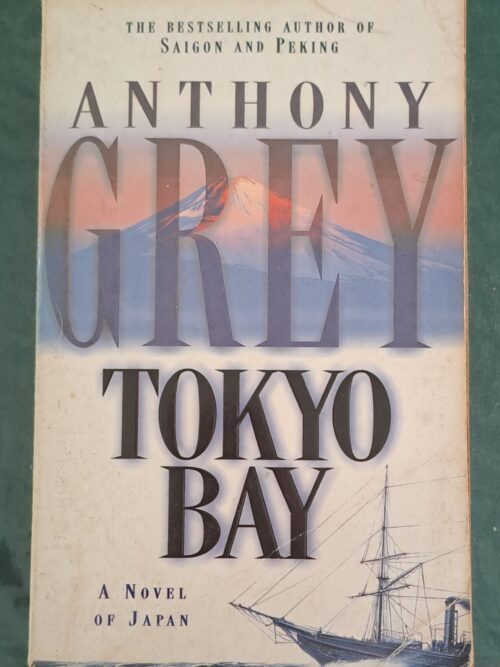 THE BESTSELLING AUTHOR OF
SAIGON AND PEKING
ANTHONY
GREY
TOKYO
BAY
A NOVEL
OF JAPAN